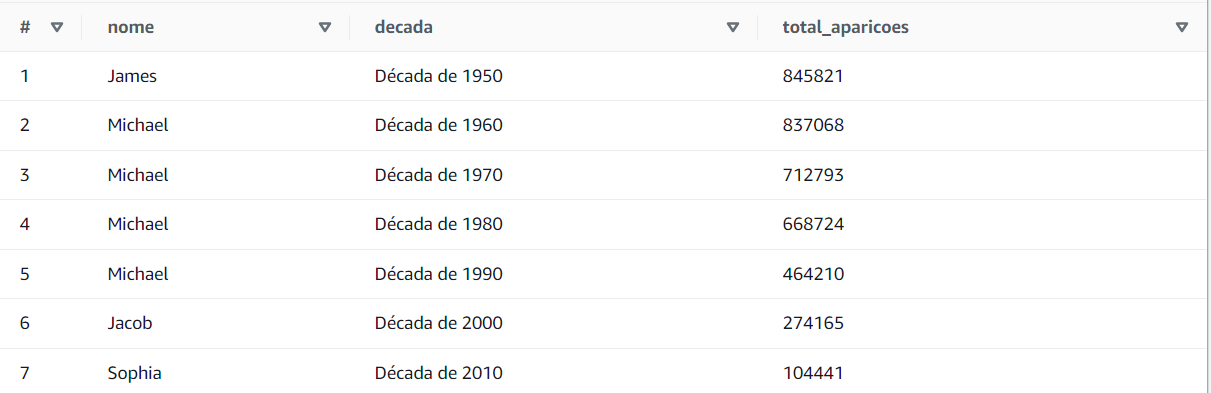 # nome decada total_aparicoes
1 James Década de 1950 845821
2 Michael Década de 1960 837068
3 Michael Década de 1970 712793
4 Michael Década de 1980 668724
5 Michael Década de 1990 464210
6 Jacob Década de 2000 274165
7 Sophia Década de 2010 104441